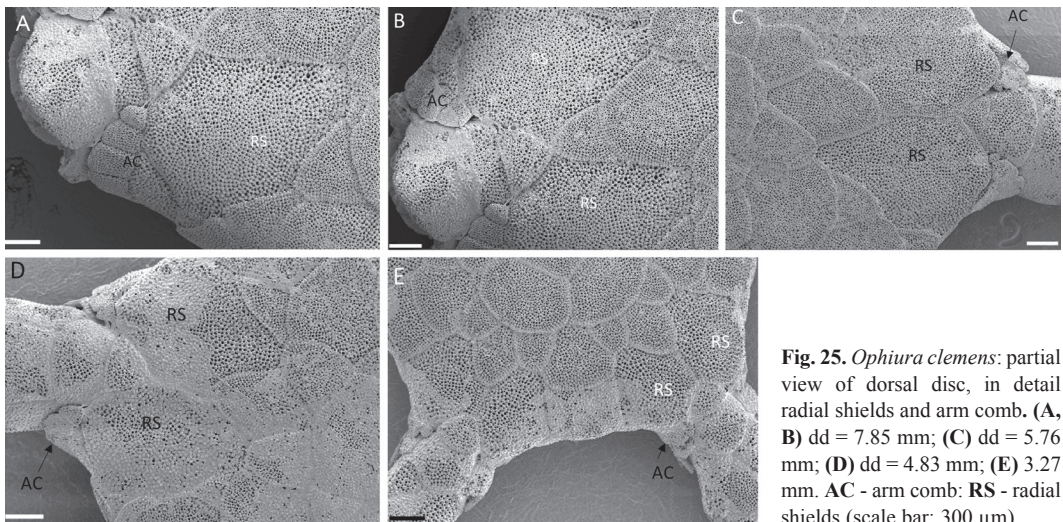 A
AC
RS
B
RS
AC
RS
C
AC
RS
RS
D
RS
RS
AC
E
RS
RS
AC
Fig. 25. Ophiura clemens: partial
view of dorsal disc, in detail
radial shields and arm comb. (A,
B) dd = 7.85 mm; (C) dd = 5.76
mm; (D) dd = 4.83 mm; (E) 3.27
mm. AC - arm comb: RS - radial
shields (scale bar: 300 µm)